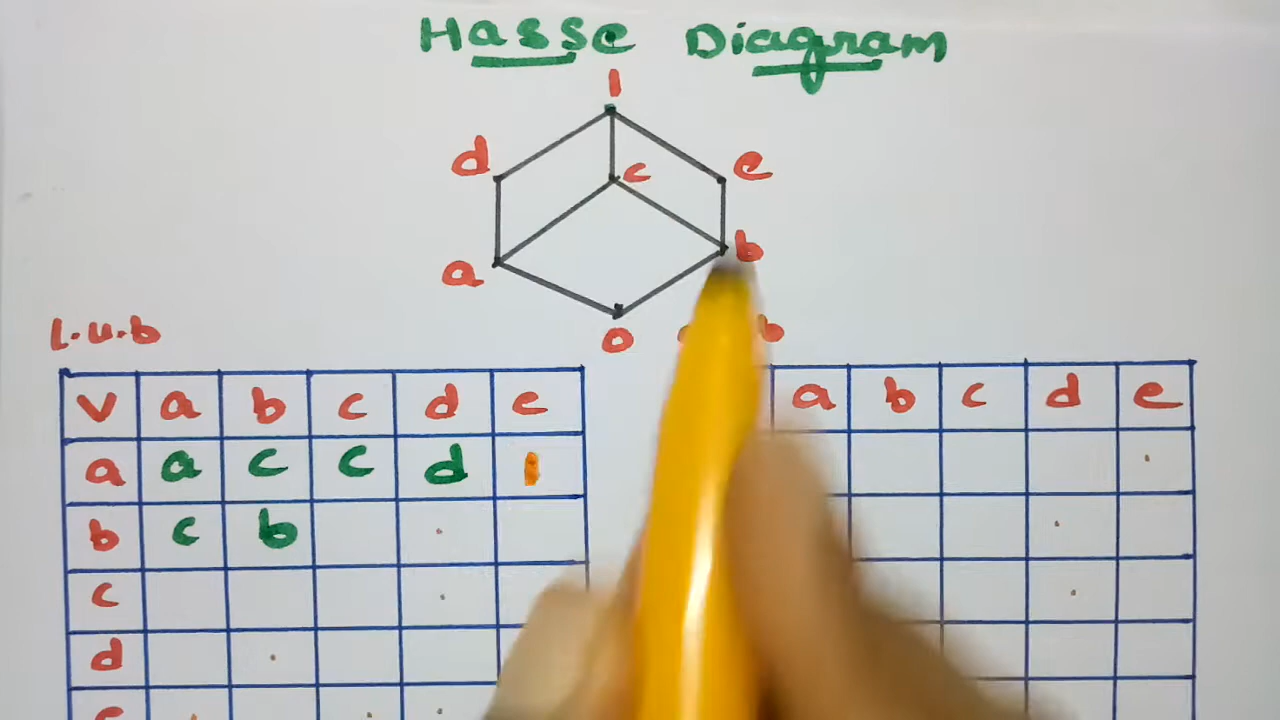 Hasse Diagram
1
d c e
a b
0 b
l.u.b
v a b c d e
a a c c d 1
b c b
c
d
e
a b c d e